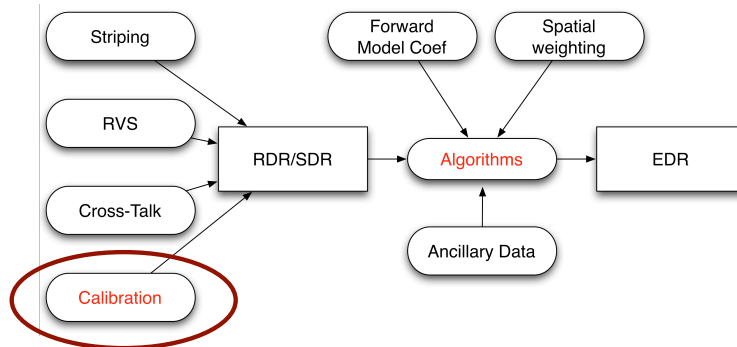 Striping
Forward
Model Coef
Spatial
weighting
RVS
RDR/SDR
Algorithms
EDR
Cross-Talk
Ancillary Data
Calibration